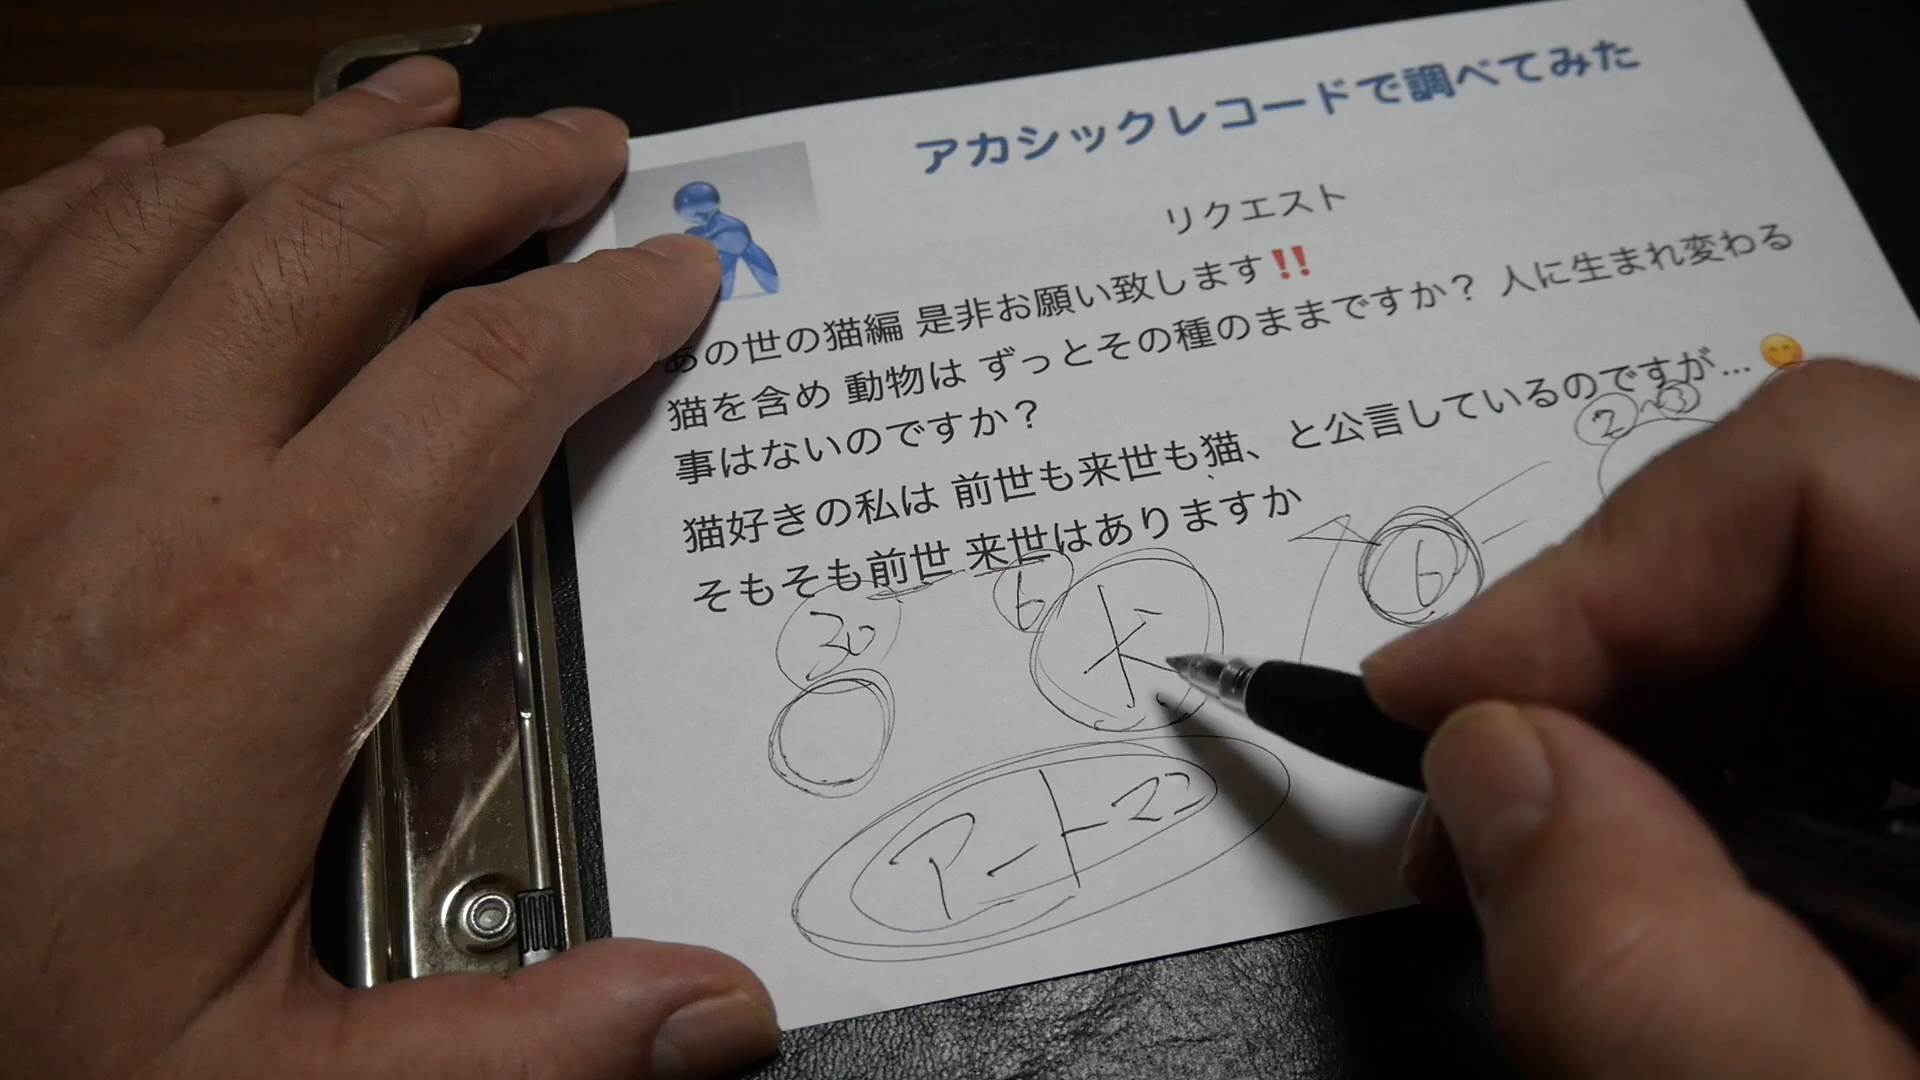 アカシックレコードで調べてみた
リクエスト
あの世の猫編 是非お願い致します‼️
猫を含め 動物は ずっとその種のままですか？ 人に生まれ変わる
事はないのですか？
猫好きの私は 前世も来世も猫、と公言しているのですが...
そもそも前世 来世はありますか
2~3
6
6
30
犬